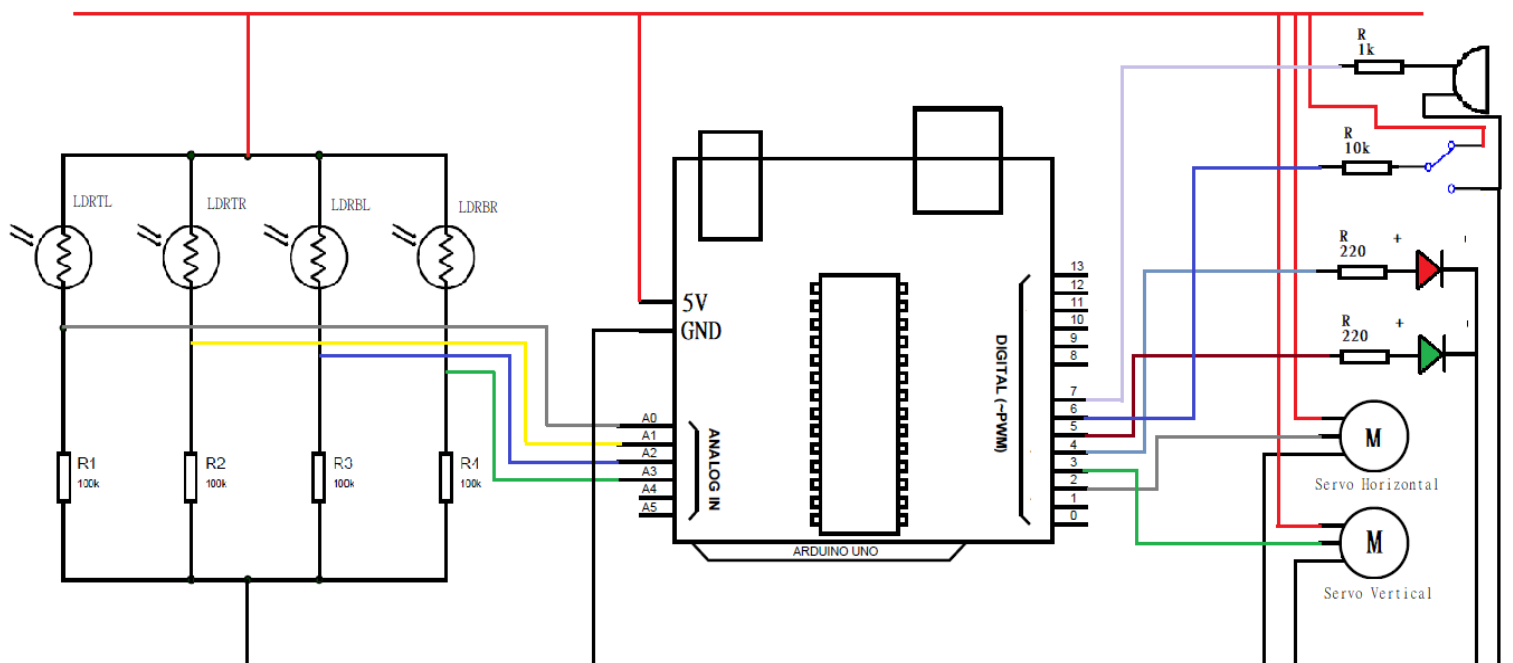 R
1k
R
10k
LDRTL
LDRTR
LDRBL
LDRBR
R
220
+
R
220
+
13
12
11
10
9
8
7
6
5
4
3
2
1
0
5V
GND
DIGITAL (~PWM)
A0
A1
A2
A3
A4
A5
ANALOG IN
R1
100k
R2
100k
R3
100k
R4
100k
M
Servo Horizontal
M
Servo Vertical
ARDUINO UNO